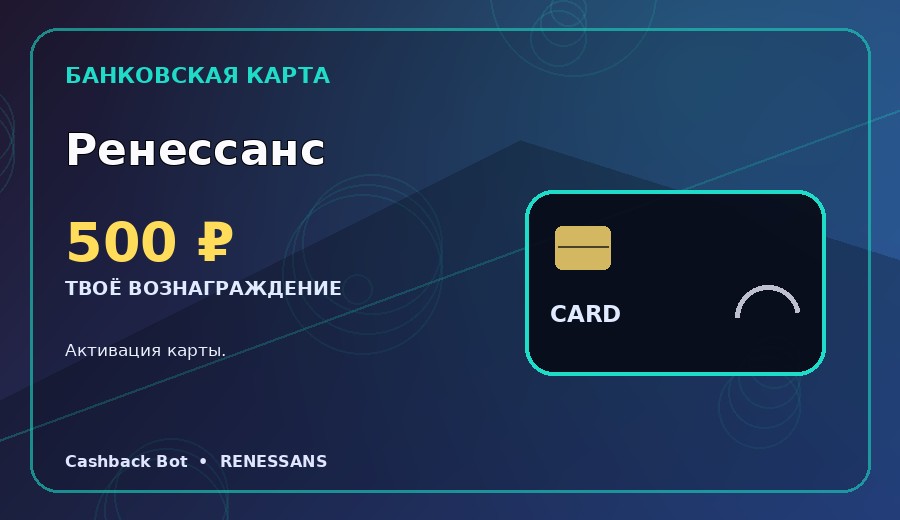 БАНКОВСКАЯ КАРТА
Ренессанс
500 ₽
ТВОЁ ВОЗНАГРАЖДЕНИЕ
CARD
Активация карты.
Cashback Bot • RENESSANS